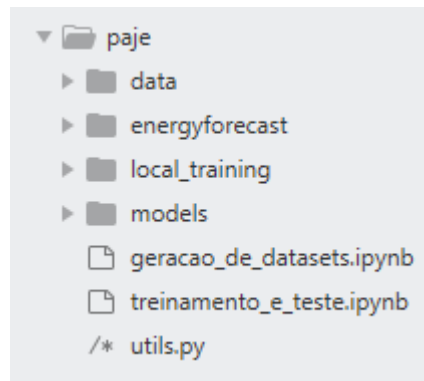 paje
data
energyforecast
local_training
models
geracao_de_datasets.ipynb
treinamento_e_teste.ipynb
/* utils.py